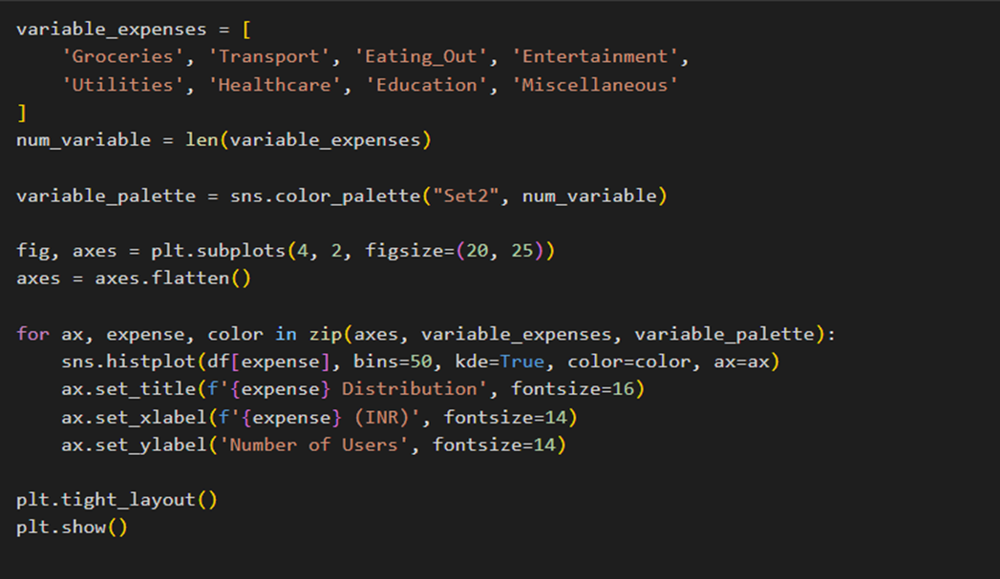 variable_expenses = [
    'Groceries', 'Transport', 'Eating_Out', 'Entertainment',
    'Utilities', 'Healthcare', 'Education', 'Miscellaneous'
]
num_variable = len(variable_expenses)

variable_palette = sns.color_palette("Set2", num_variable)

fig, axes = plt.subplots(4, 2, figsize=(20, 25))
axes = axes.flatten()

for ax, expense, color in zip(axes, variable_expenses, variable_palette):
    sns.histplot(df[expense], bins=50, kde=True, color=color, ax=ax)
    ax.set_title(f'{expense} Distribution', fontsize=16)
    ax.set_xlabel(f'{expense} (INR)', fontsize=14)
    ax.set_ylabel('Number of Users', fontsize=14)

plt.tight_layout()
plt.show()